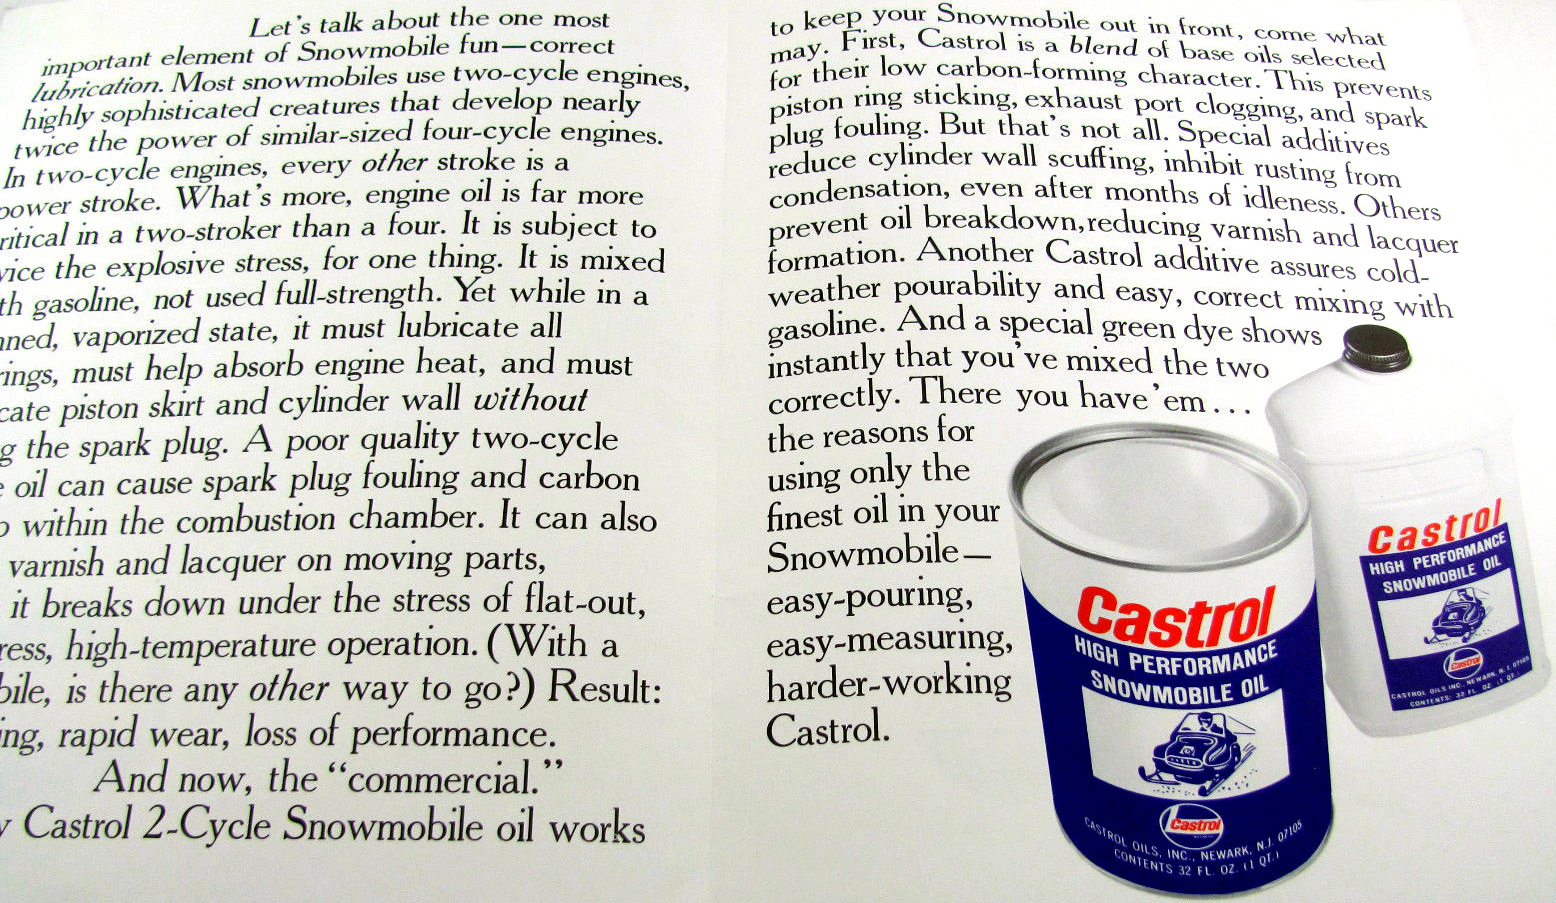 Let's talk about the one most
important element of Snowmobile fun—correct
lubrication. Most snowmobiles use two-cycle engines,
highly sophisticated creatures that develop nearly
twice the power of similar-sized four-cycle engines.
In two-cycle engines, every other stroke is a
power stroke. What's more, engine oil is far more
ritical in a two-stroker than a four. It is subject to
vice the explosive stress, for one thing. It is mixed
th gasoline, not used full-strength. Yet while in a
nned, vaporized state, it must lubricate all
rings, must help absorb engine heat, and must
cate piston skirt and cylinder wall without
g the spark plug. A poor quality two-cycle
e oil can cause spark plug fouling and carbon
within the combustion chamber. It can also
varnish and lacquer on moving parts,
it breaks down under the stress of flat-out,
ress, high-temperature operation. (With a
bile, is there any other way to go?) Result:
ing, rapid wear, loss of performance.
And now, the "commercial."
Castrol 2-Cycle Snowmobile oil works
to keep your Snowmobile out in front, come what
may. First, Castrol is a blend of base oils selected
for their low carbon-forming character. This prevents
piston ring sticking, exhaust port clogging, and spark
plug fouling. But that's not all. Special additives
reduce cylinder wall scuffing, inhibit rusting from
condensation, even after months of idleness. Others
prevent oil breakdown, reducing varnish and lacquer
formation. Another Castrol additive assures cold-
weather pourability and easy, correct mixing with
gasoline. And a special green dye shows
instantly that you've mixed the two
correctly. There you have 'em...
the reasons for
using only the
finest oil in your
Snowmobile—
easy-pouring,
easy-measuring,
harder-working
Castrol.
Castrol
HIGH PERFORMANCE
SNOWMOBILE OIL
Castrol
CASTROL OILS, INC., NEWARK, N.J. 07105
CONTENTS 32 FL. OZ. (1 QT.)
Castrol
HIGH PERFORMANCE
SNOWMOBILE OIL
Castrol
CASTROL OILS INC. NEWARK, N.J. 07105
CONTENTS: 32 FL. OZ. (1 QT.)